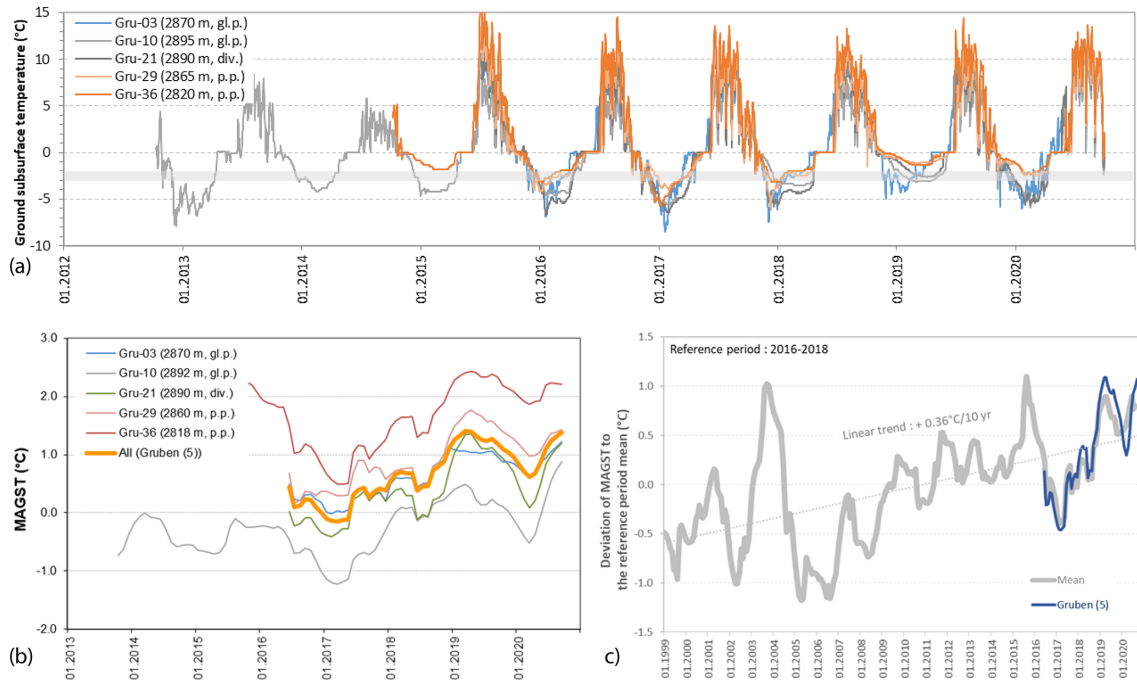 Ground subsurface temperature (°C)
15
10
5
0
-5
-10
Gru-03 (2870 m, gl.p.)
Gru-10 (2895 m, gl.p.)
Gru-21 (2890 m, div.)
Gru-29 (2865 m, p.p.)
Gru-36 (2820 m, p.p.)
01.2012
01.2013
01.2014
01.2015
01.2016
01.2017
01.2018
01.2019
01.2020
(a)
MAGST (°C)
3.0
2.0
1.0
0.0
-1.0
-2.0
Gru-03 (2870 m, gl.p.)
Gru-10 (2892 m, gl.p.)
Gru-21 (2890 m, div.)
Gru-29 (2860 m, p.p.)
Gru-36 (2818 m, p.p.)
All (Gruben (5))
01.2013
01.2014
01.2015
01.2016
01.2017
01.2018
01.2019
01.2020
(b)
Deviation of MAGST to
the reference period mean (°C)
1.5
1.0
0.5
0.0
-0.5
-1.0
-1.5
Reference period : 2016-2018
Linear trend : + 0.36°C/10 yr
Mean
Gruben (5)
01.1999
01.2000
01.2001
01.2002
01.2003
01.2004
01.2005
01.2006
01.2007
01.2008
01.2009
01.2010
01.2011
01.2012
01.2013
01.2014
01.2015
01.2016
01.2017
01.2018
01.2019
01.2020
c)